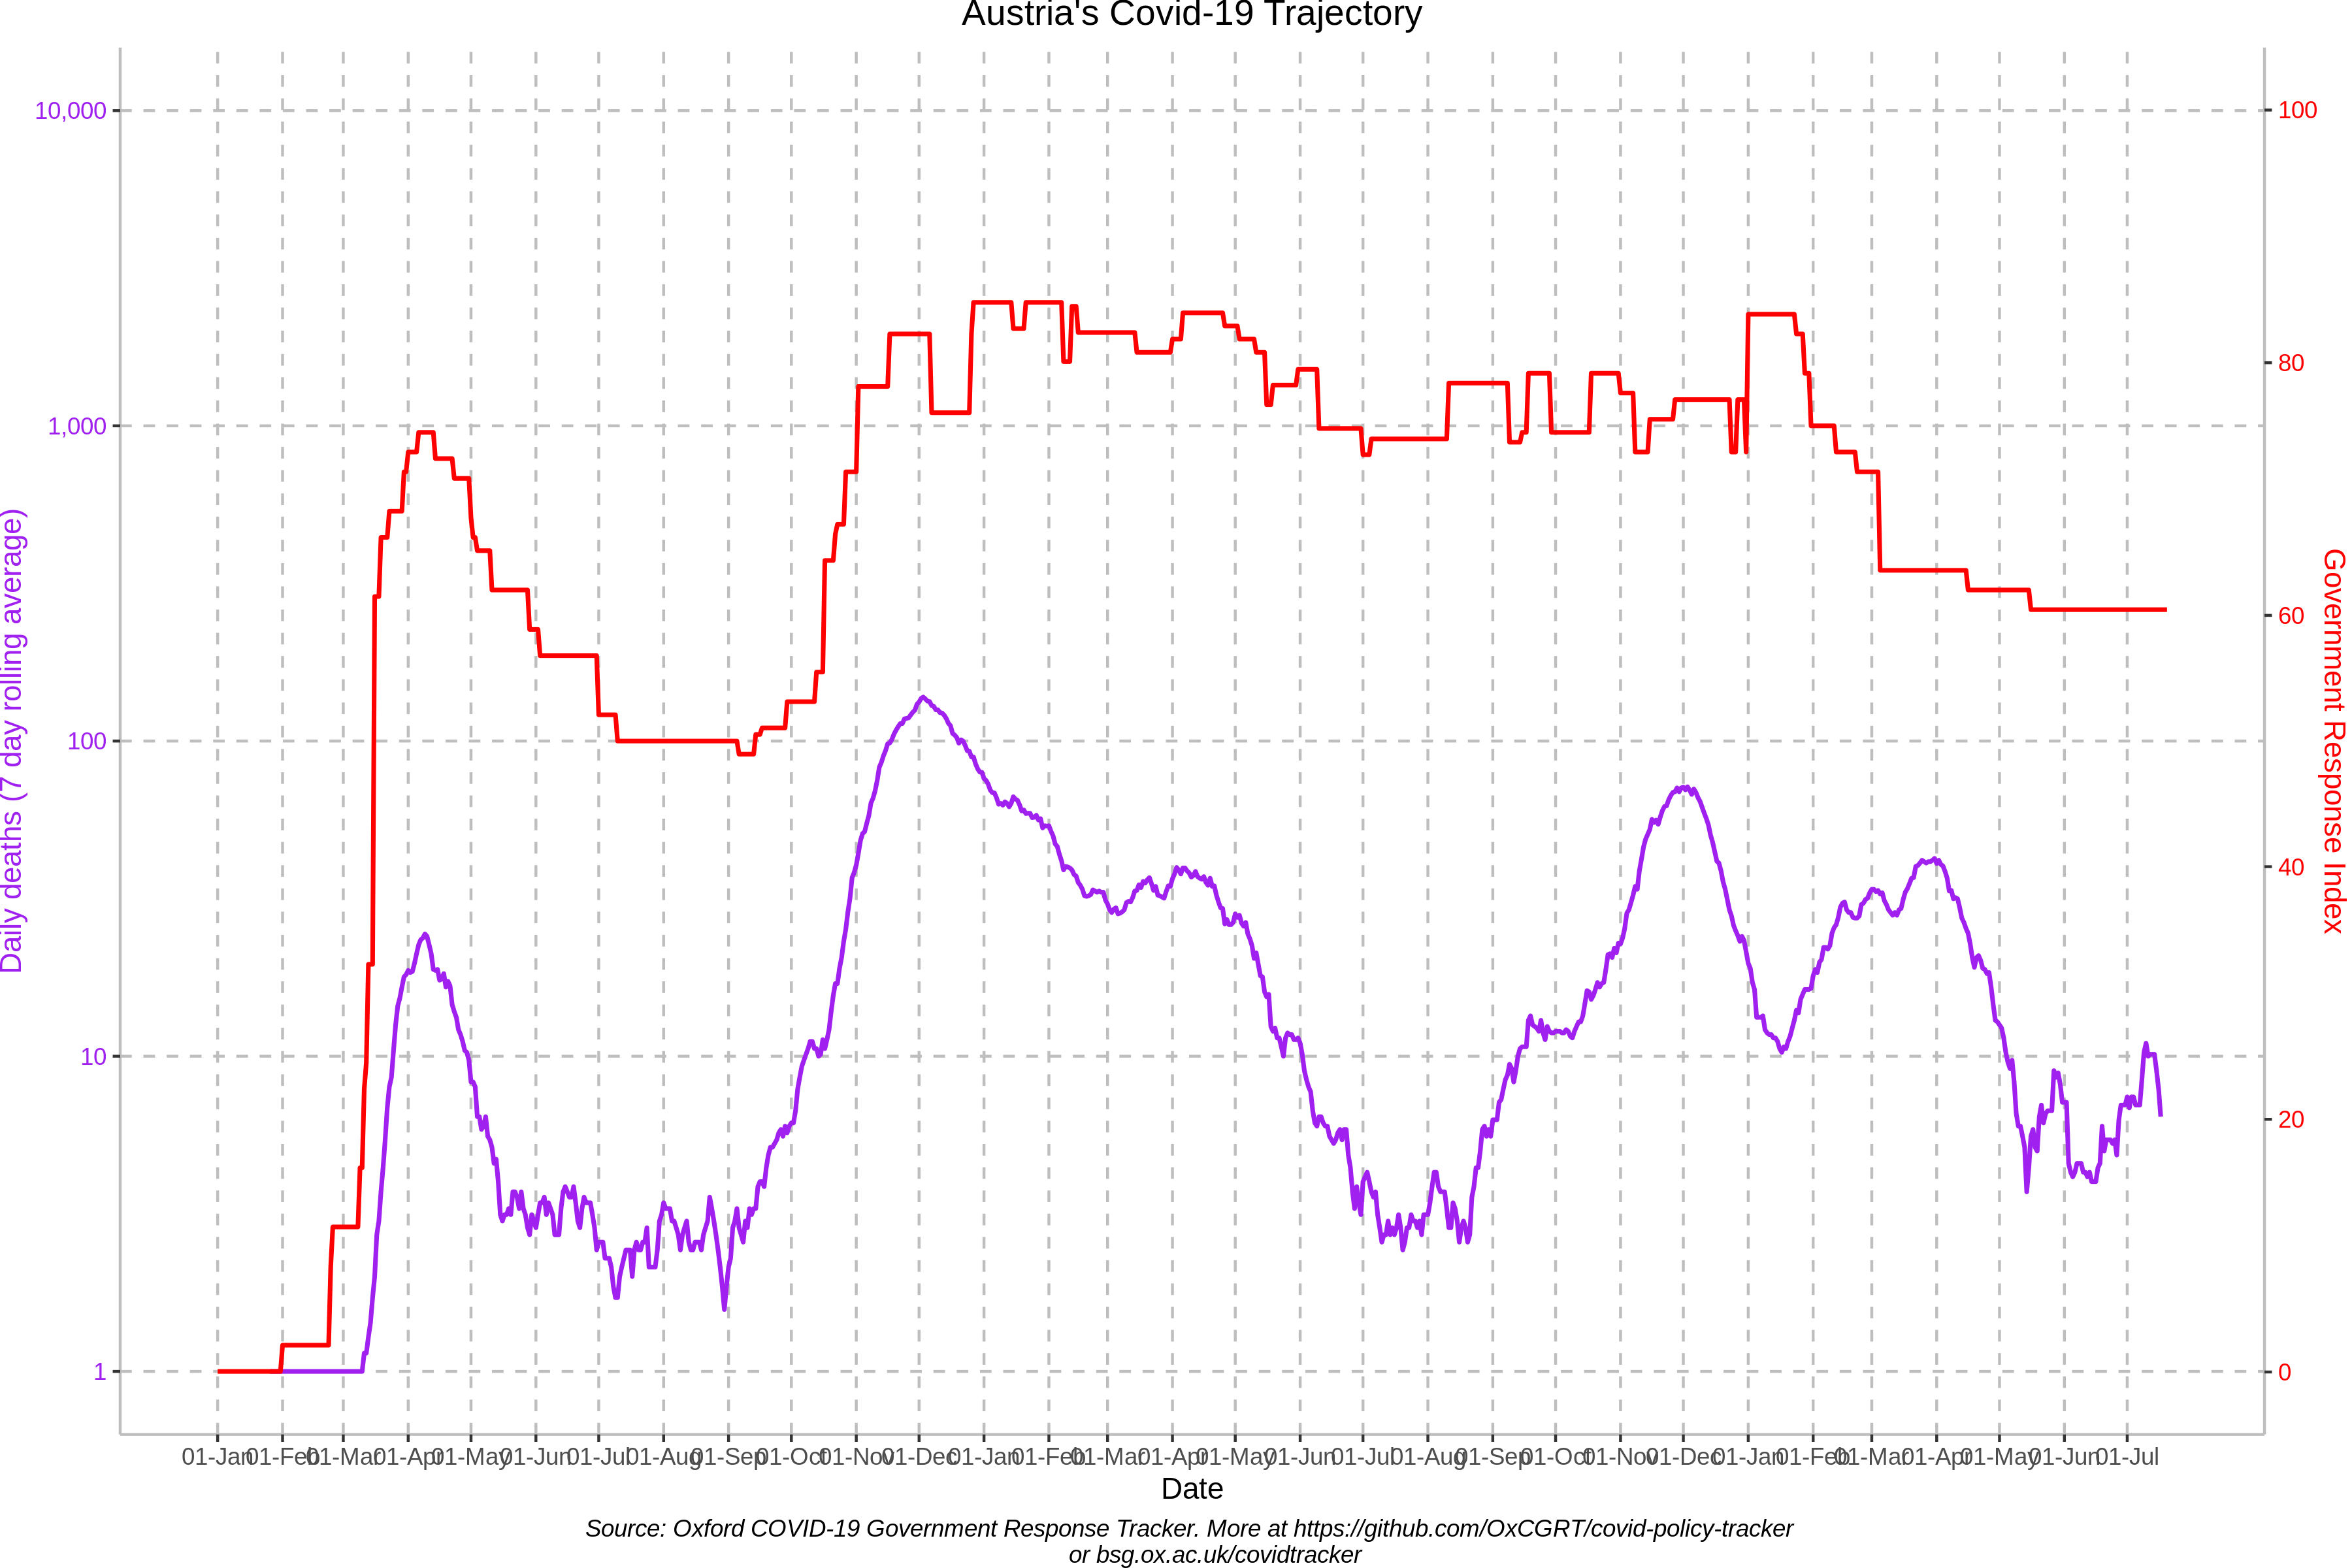 Austria's Covid-19 Trajectory
10,000
1,000
100
10
1
Daily deaths (7 day rolling average)
100
80
60
40
20
0
Government Response Index
01-Jan 01-Feb 01-Mar 01-Apr 01-May 01-Jun 01-Jul 01-Aug 01-Sep 01-Oct 01-Nov 01-Dec 01-Jan 01-Feb 01-Mar 01-Apr 01-May 01-Jun 01-Jul 01-Aug 01-Sep 01-Oct 01-Nov 01-Dec 01-Jan 01-Feb 01-Mar 01-Apr 01-May 01-Jun 01-Jul
Date
Source: Oxford COVID-19 Government Response Tracker. More at https://github.com/OxCGRT/covid-policy-tracker
or bsg.ox.ac.uk/covidtracker